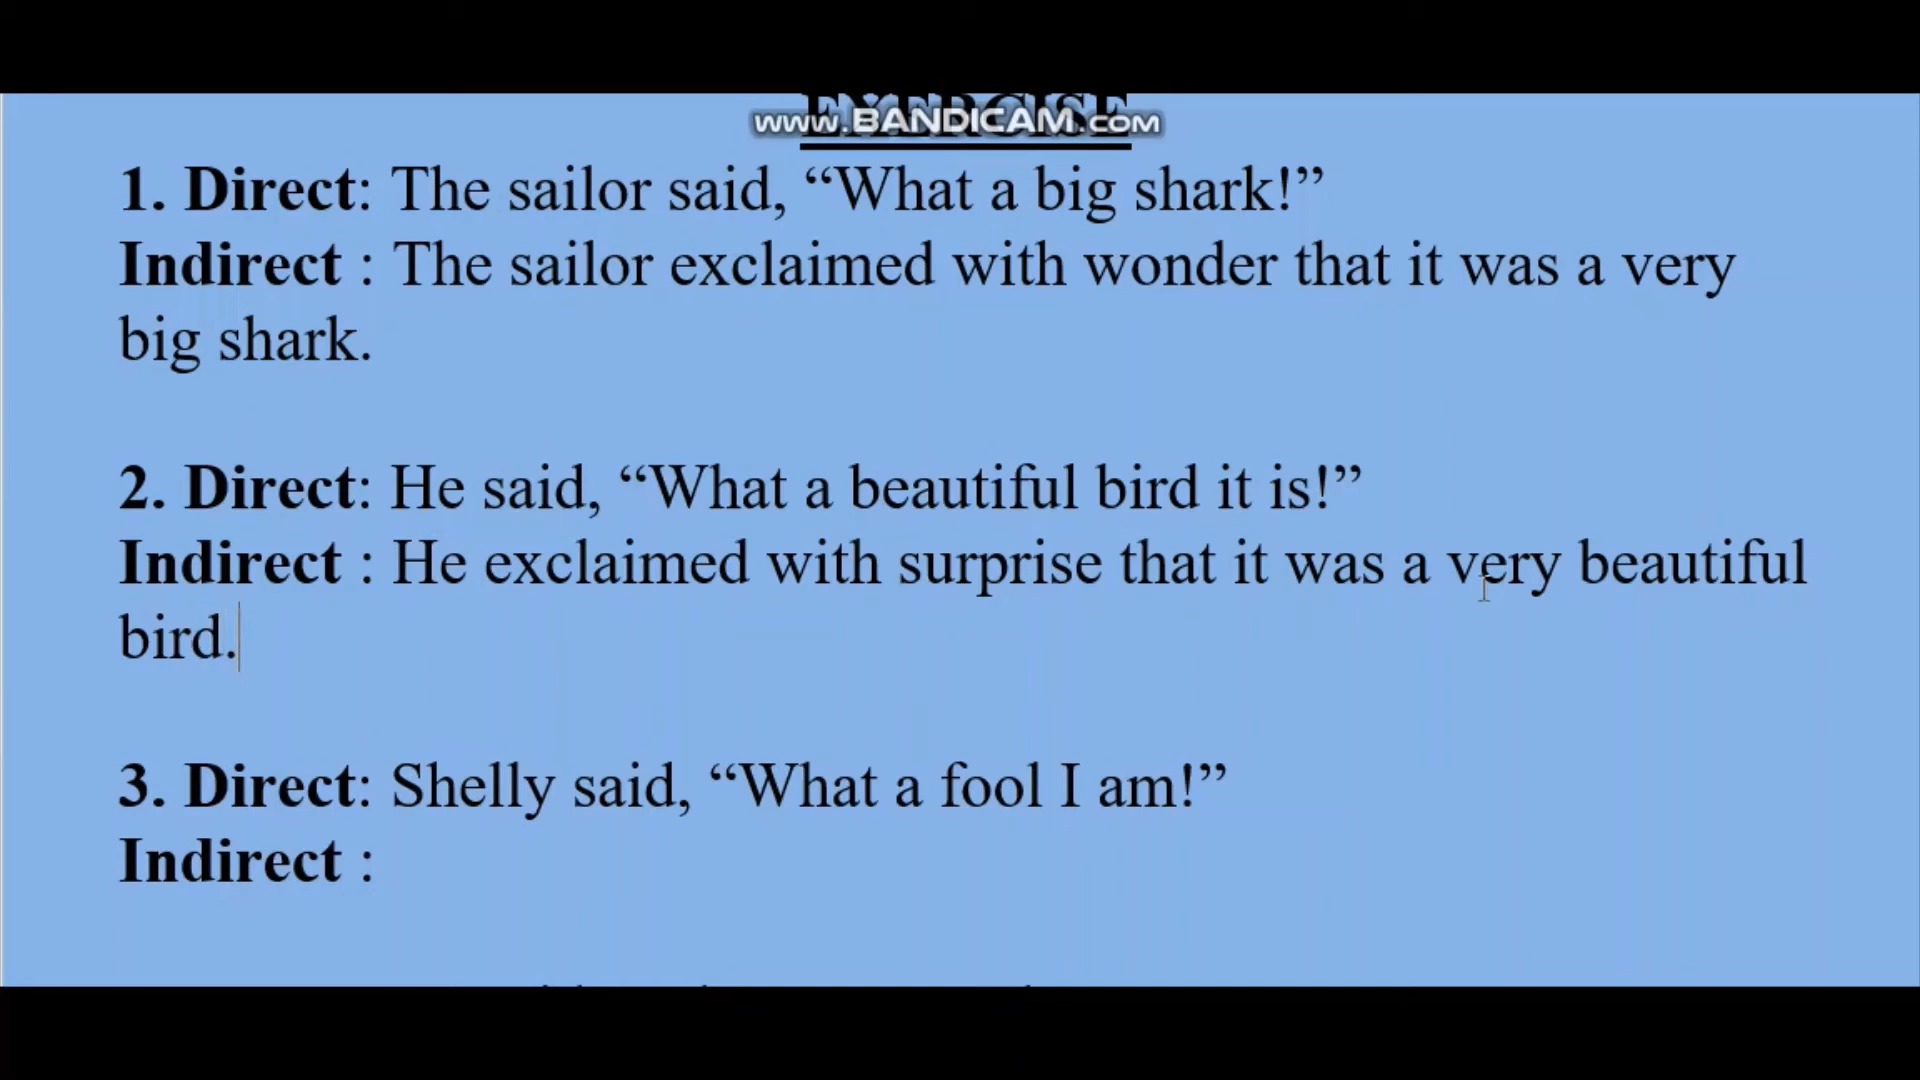 EXERCISE
www.BANDICAM.com
1. Direct: The sailor said, “What a big shark!”
Indirect : The sailor exclaimed with wonder that it was a very
big shark.
2. Direct: He said, “What a beautiful bird it is!”
Indirect : He exclaimed with surprise that it was a very beautiful
bird.
3. Direct: Shelly said, “What a fool I am!”
Indirect :